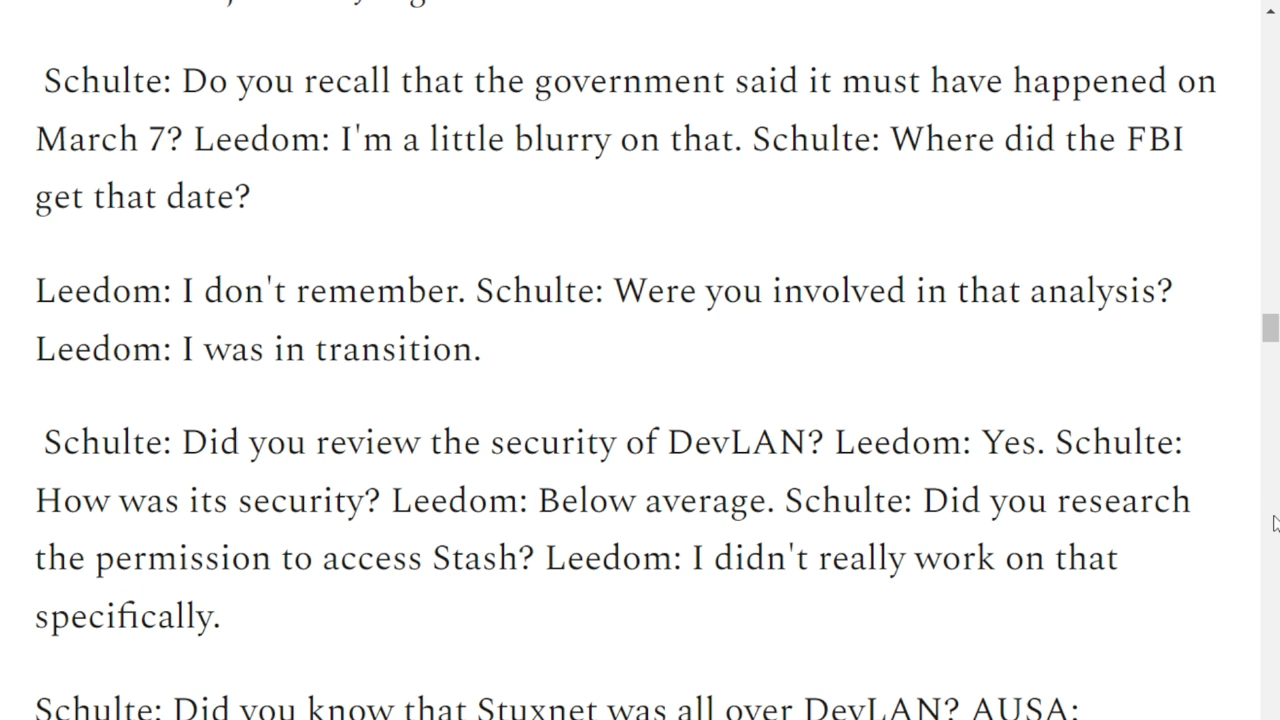 Schulte: Do you recall that the government said it must have happened on
March 7? Leedom: I'm a little blurry on that. Schulte: Where did the FBI
get that date?
Leedom: I don't remember. Schulte: Were you involved in that analysis?
Leedom: I was in transition.
Schulte: Did you review the security of DevLAN? Leedom: Yes. Schulte:
How was its security? Leedom: Below average. Schulte: Did you research
the permission to access Stash? Leedom: I didn't really work on that
specifically.
Schulte: Did you know that Stuxnet was all over DevLAN? AUSA: